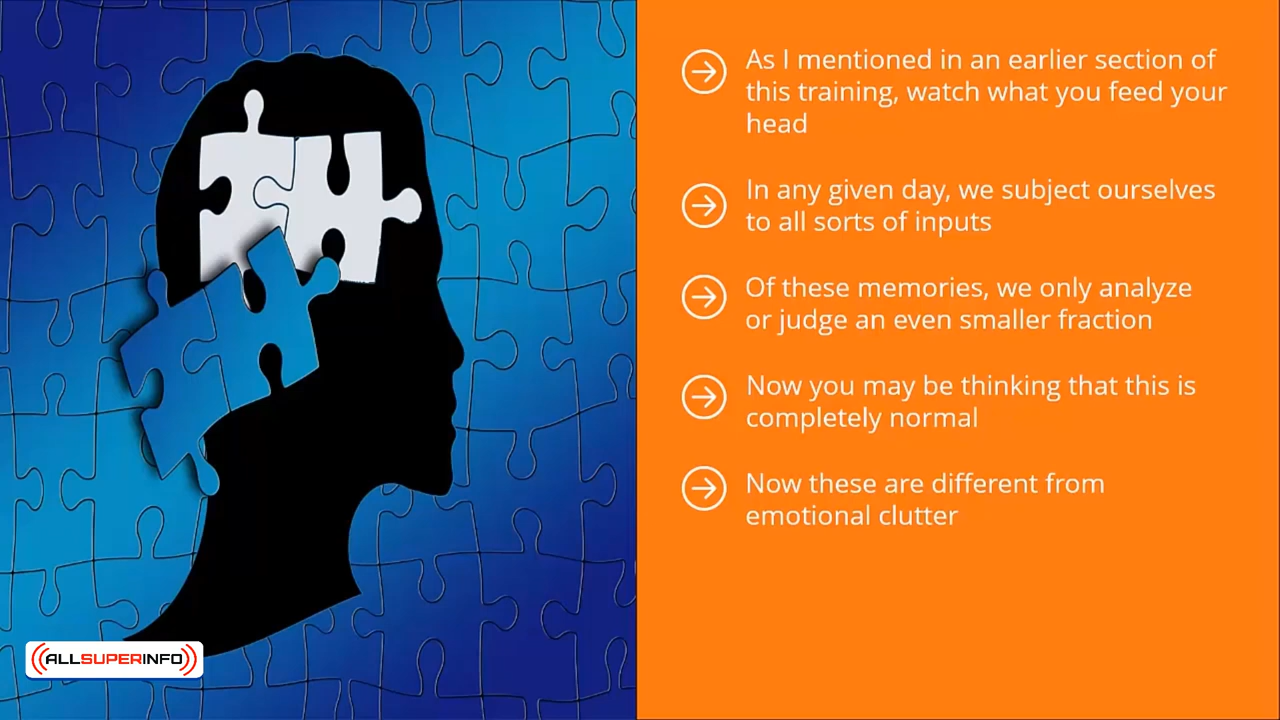 As I mentioned in an earlier section of
this training, watch what you feed your
head
In any given day, we subject ourselves
to all sorts of inputs
Of these memories, we only analyze
or judge an even smaller fraction
Now you may be thinking that this is
completely normal
Now these are different from
emotional clutter
ALLSUPERINFO